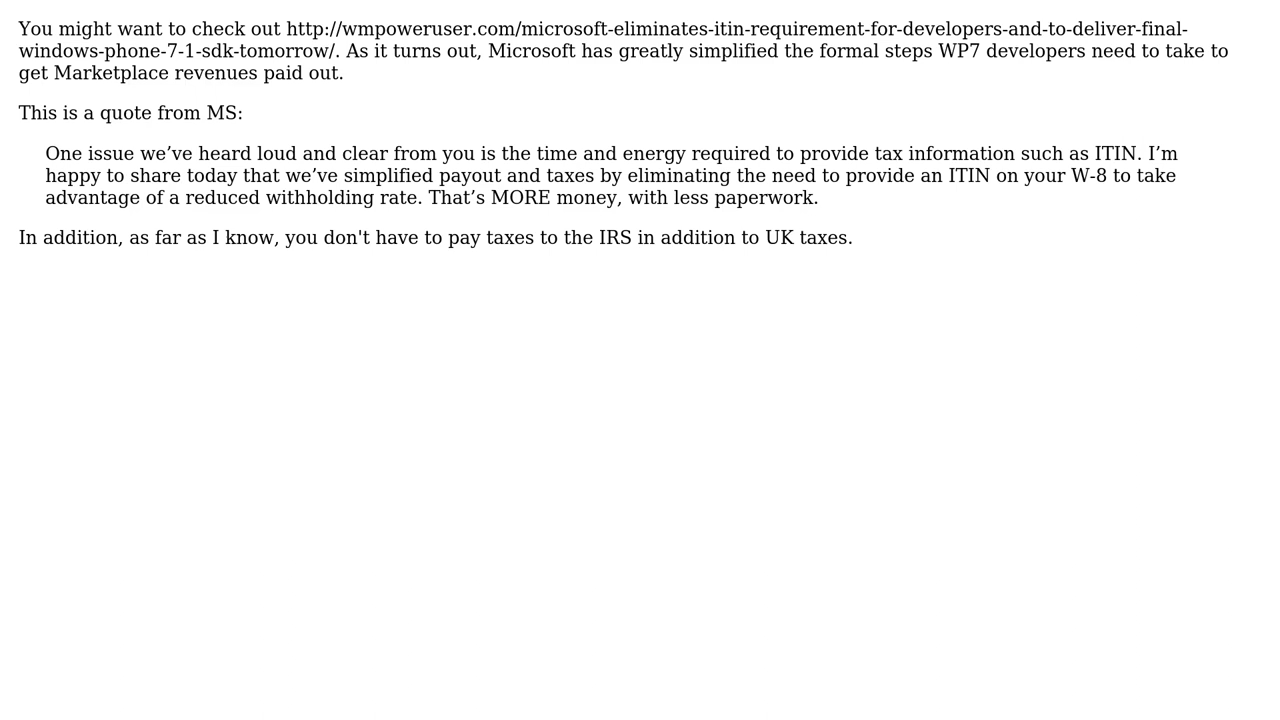 You might want to check out http://wmpoweruser.com/microsoft-eliminates-itin-requirement-for-developers-and-to-deliver-final-
windows-phone-7-1-sdk-tomorrow/. As it turns out, Microsoft has greatly simplified the formal steps WP7 developers need to take to
get Marketplace revenues paid out.
This is a quote from MS:
One issue we’ve heard loud and clear from you is the time and energy required to provide tax information such as ITIN. I’m
happy to share today that we’ve simplified payout and taxes by eliminating the need to provide an ITIN on your W-8 to take
advantage of a reduced withholding rate. That’s MORE money, with less paperwork.
In addition, as far as I know, you don't have to pay taxes to the IRS in addition to UK taxes.